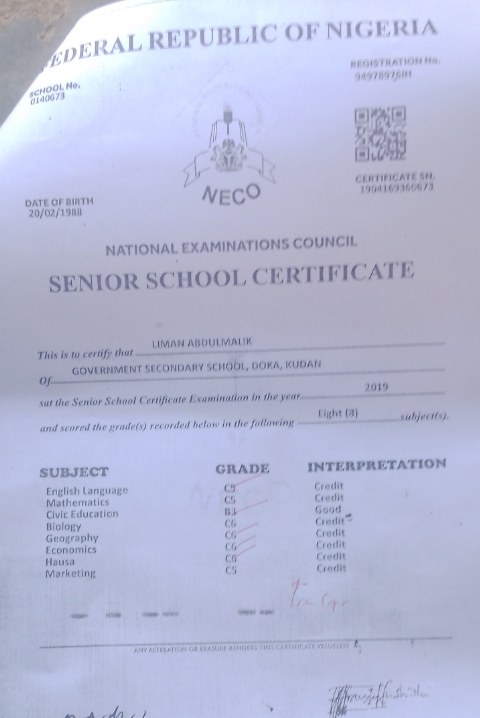 FEDERAL REPUBLIC OF NIGERIA
SCHOOL No.
0140673
REGISTRATION No.
NECO
CERTIFICATE SN.
1904169360673
DATE OF BIRTH
20/02/1988
NATIONAL EXAMINATIONS COUNCIL
SENIOR SCHOOL CERTIFICATE
This is to certify that LIMAN ABDULMALIK
Of GOVERNMENT SECONDARY SCHOOL, DOKA, KUDAN
sat the Senior School Certificate Examination in the year 2019
and scored the grade(s) recorded below in the following Eight (8) subject(s).
SUBJECT GRADE INTERPRETATION
English Language C5 Credit
Mathematics C5 Credit
Civic Education B3 Good
Biology C6 Credit
Geography C6 Credit
Economics C6 Credit
Hausa C6 Credit
Marketing C5 Credit
ANY ALTERATION OR ERASURE RENDERS THIS CERTIFICATE VALUELESS